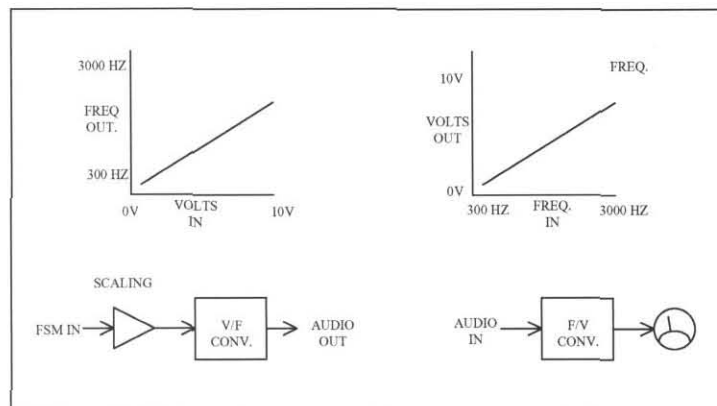 3000 HZ
FREQ
OUT.
300 HZ
0V
VOLTS
IN
10V
FREQ.
10V
VOLTS
OUT
0V
300 HZ
FREQ.
IN
3000 HZ
SCALING
FSM IN
V/F
CONV.
AUDIO
OUT
AUDIO
IN
F/V
CONV.